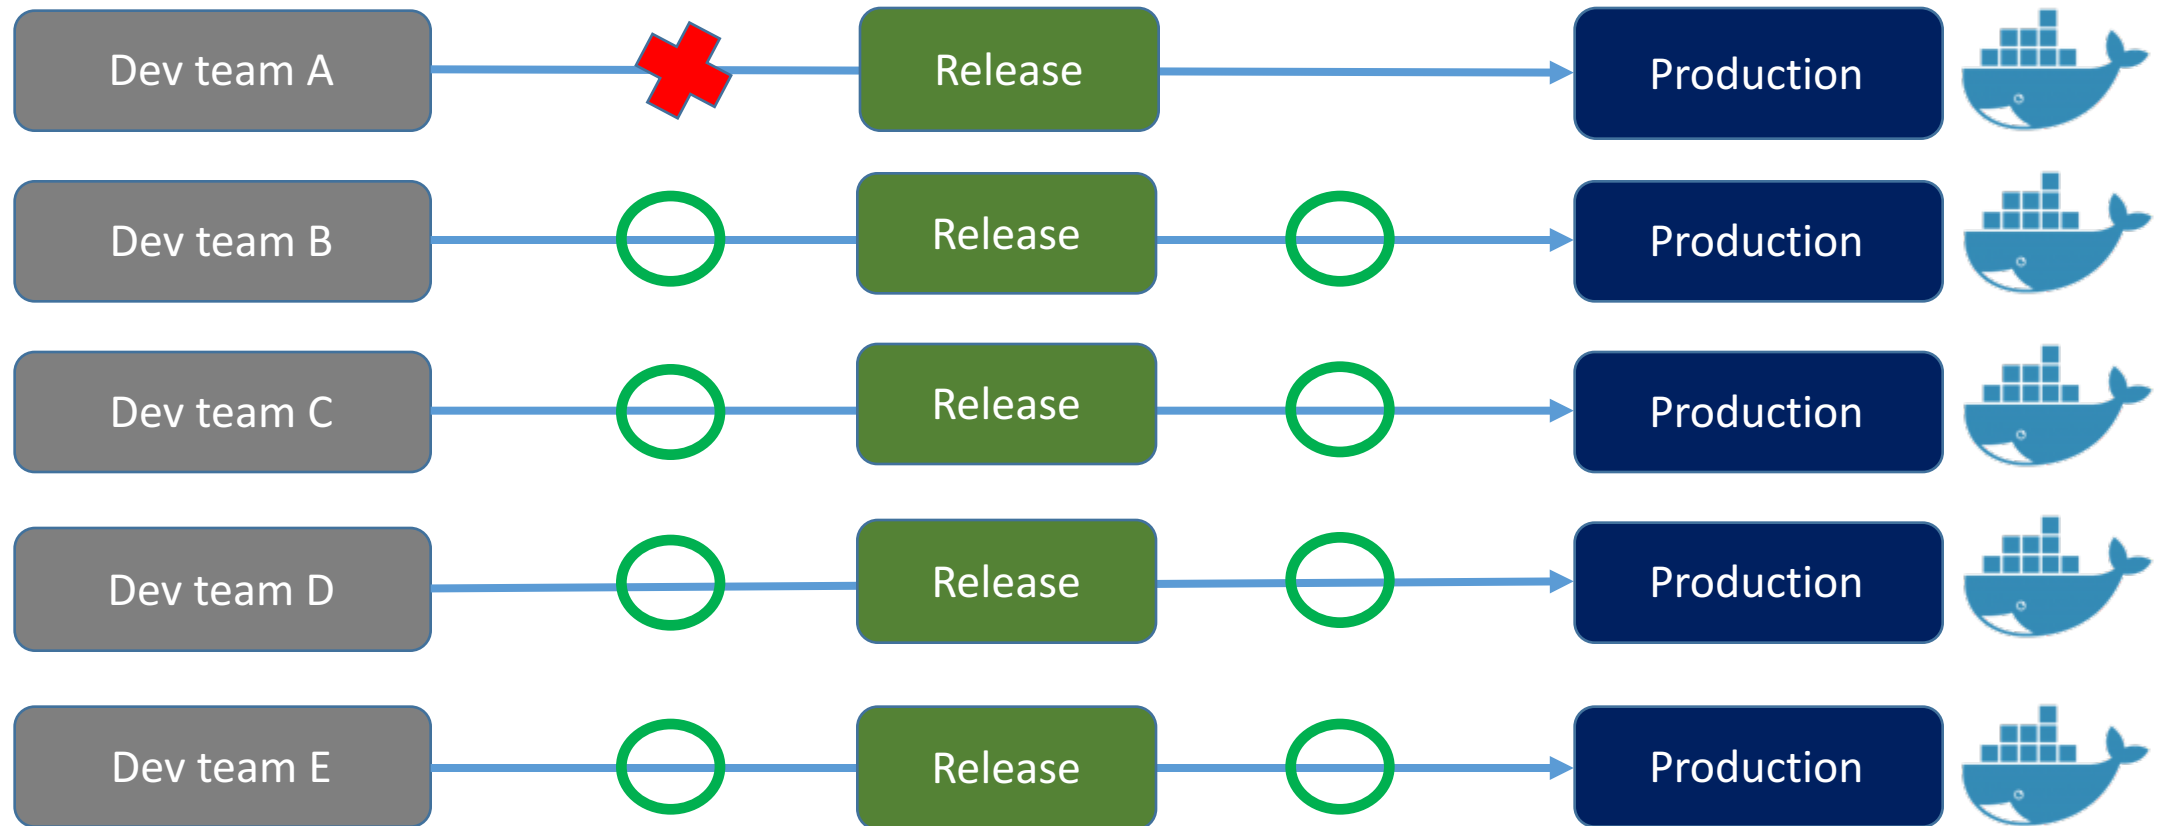 Dev team A
Release
Production
Dev team B
Release
Production
Dev team C
Release
Production
Dev team D
Release
Production
Dev team E
Release
Production